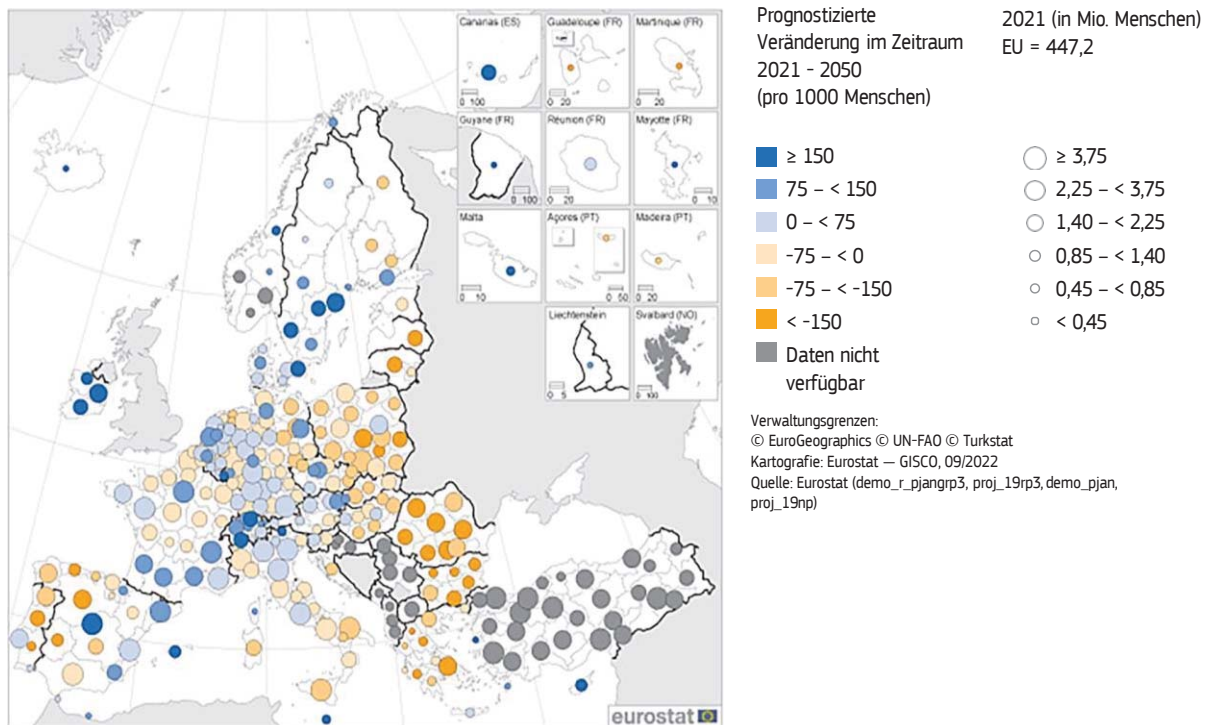 Canarias (ES)
0 100
Guadeloupe (FR)
0 20
Martinique (FR)
0 20
Guyane (FR)
0 100
Réunion (FR)
0 20
Mayotte (FR)
0 10
Malta
0 10
Açores (PT)
0 50
Madeira (PT)
0 20
Liechtenstein
0 5
Svalbard (NO)
0 100
eurostat
Prognostizierte
Veränderung im Zeitraum
2021 - 2050
(pro 1000 Menschen)
≥ 150
75 – < 150
0 – < 75
-75 – < 0
-75 – < -150
< -150
Daten nicht
verfügbar
2021 (in Mio. Menschen)
EU = 447,2
≥ 3,75
2,25 – < 3,75
1,40 – < 2,25
0,85 – < 1,40
0,45 – < 0,85
< 0,45
Verwaltungsgrenzen:
© EuroGeographics © UN-FAO © Turkstat
Kartografie: Eurostat — GISCO, 09/2022
Quelle: Eurostat (demo_r_pjangrp3, proj_19rp3, demo_pjan,
proj_19np)